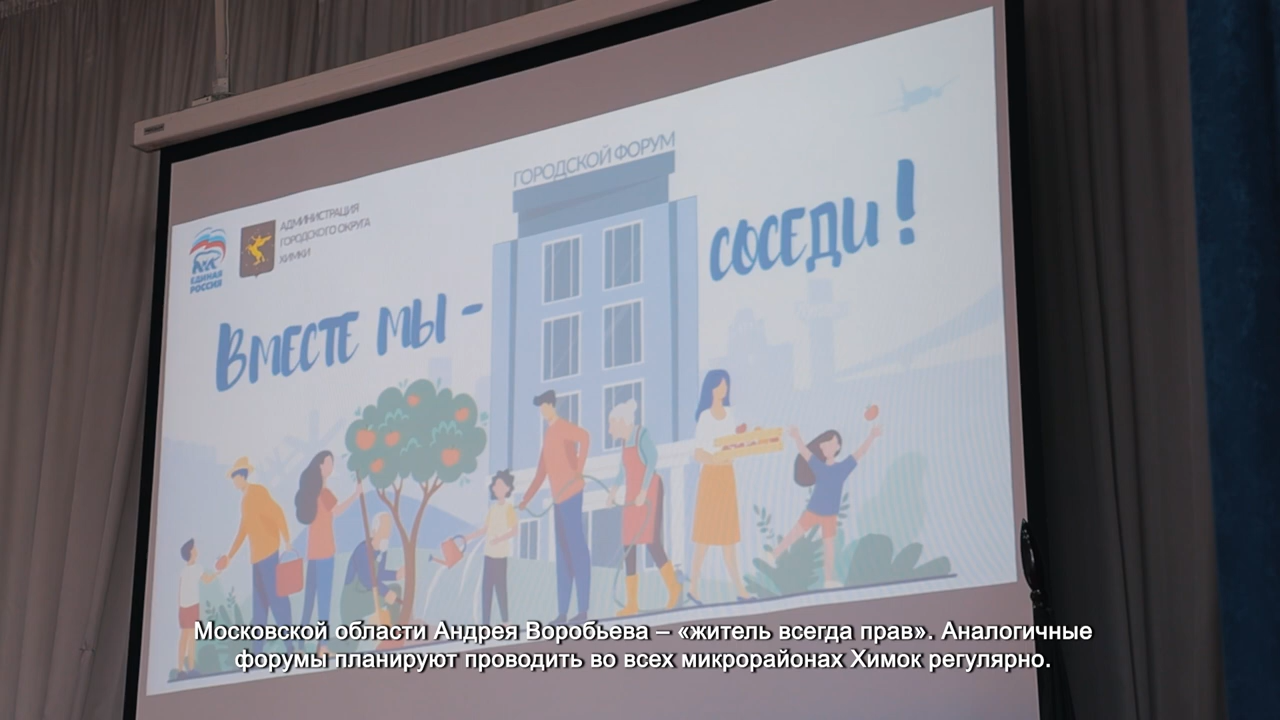 ГОРОДСКОЙ ФОРУМ
ЕДИНАЯ
РОССИЯ
АДМИНИСТРАЦИЯ
ГОРОДСКОГО ОКРУГА
ХИМКИ
ВМЕСТЕ МЫ -
СОСЕДИ!
Московской области Андрея Воробьева – «житель всегда прав». Аналогичные
форумы планируют проводить во всех микрорайонах Химок регулярно.